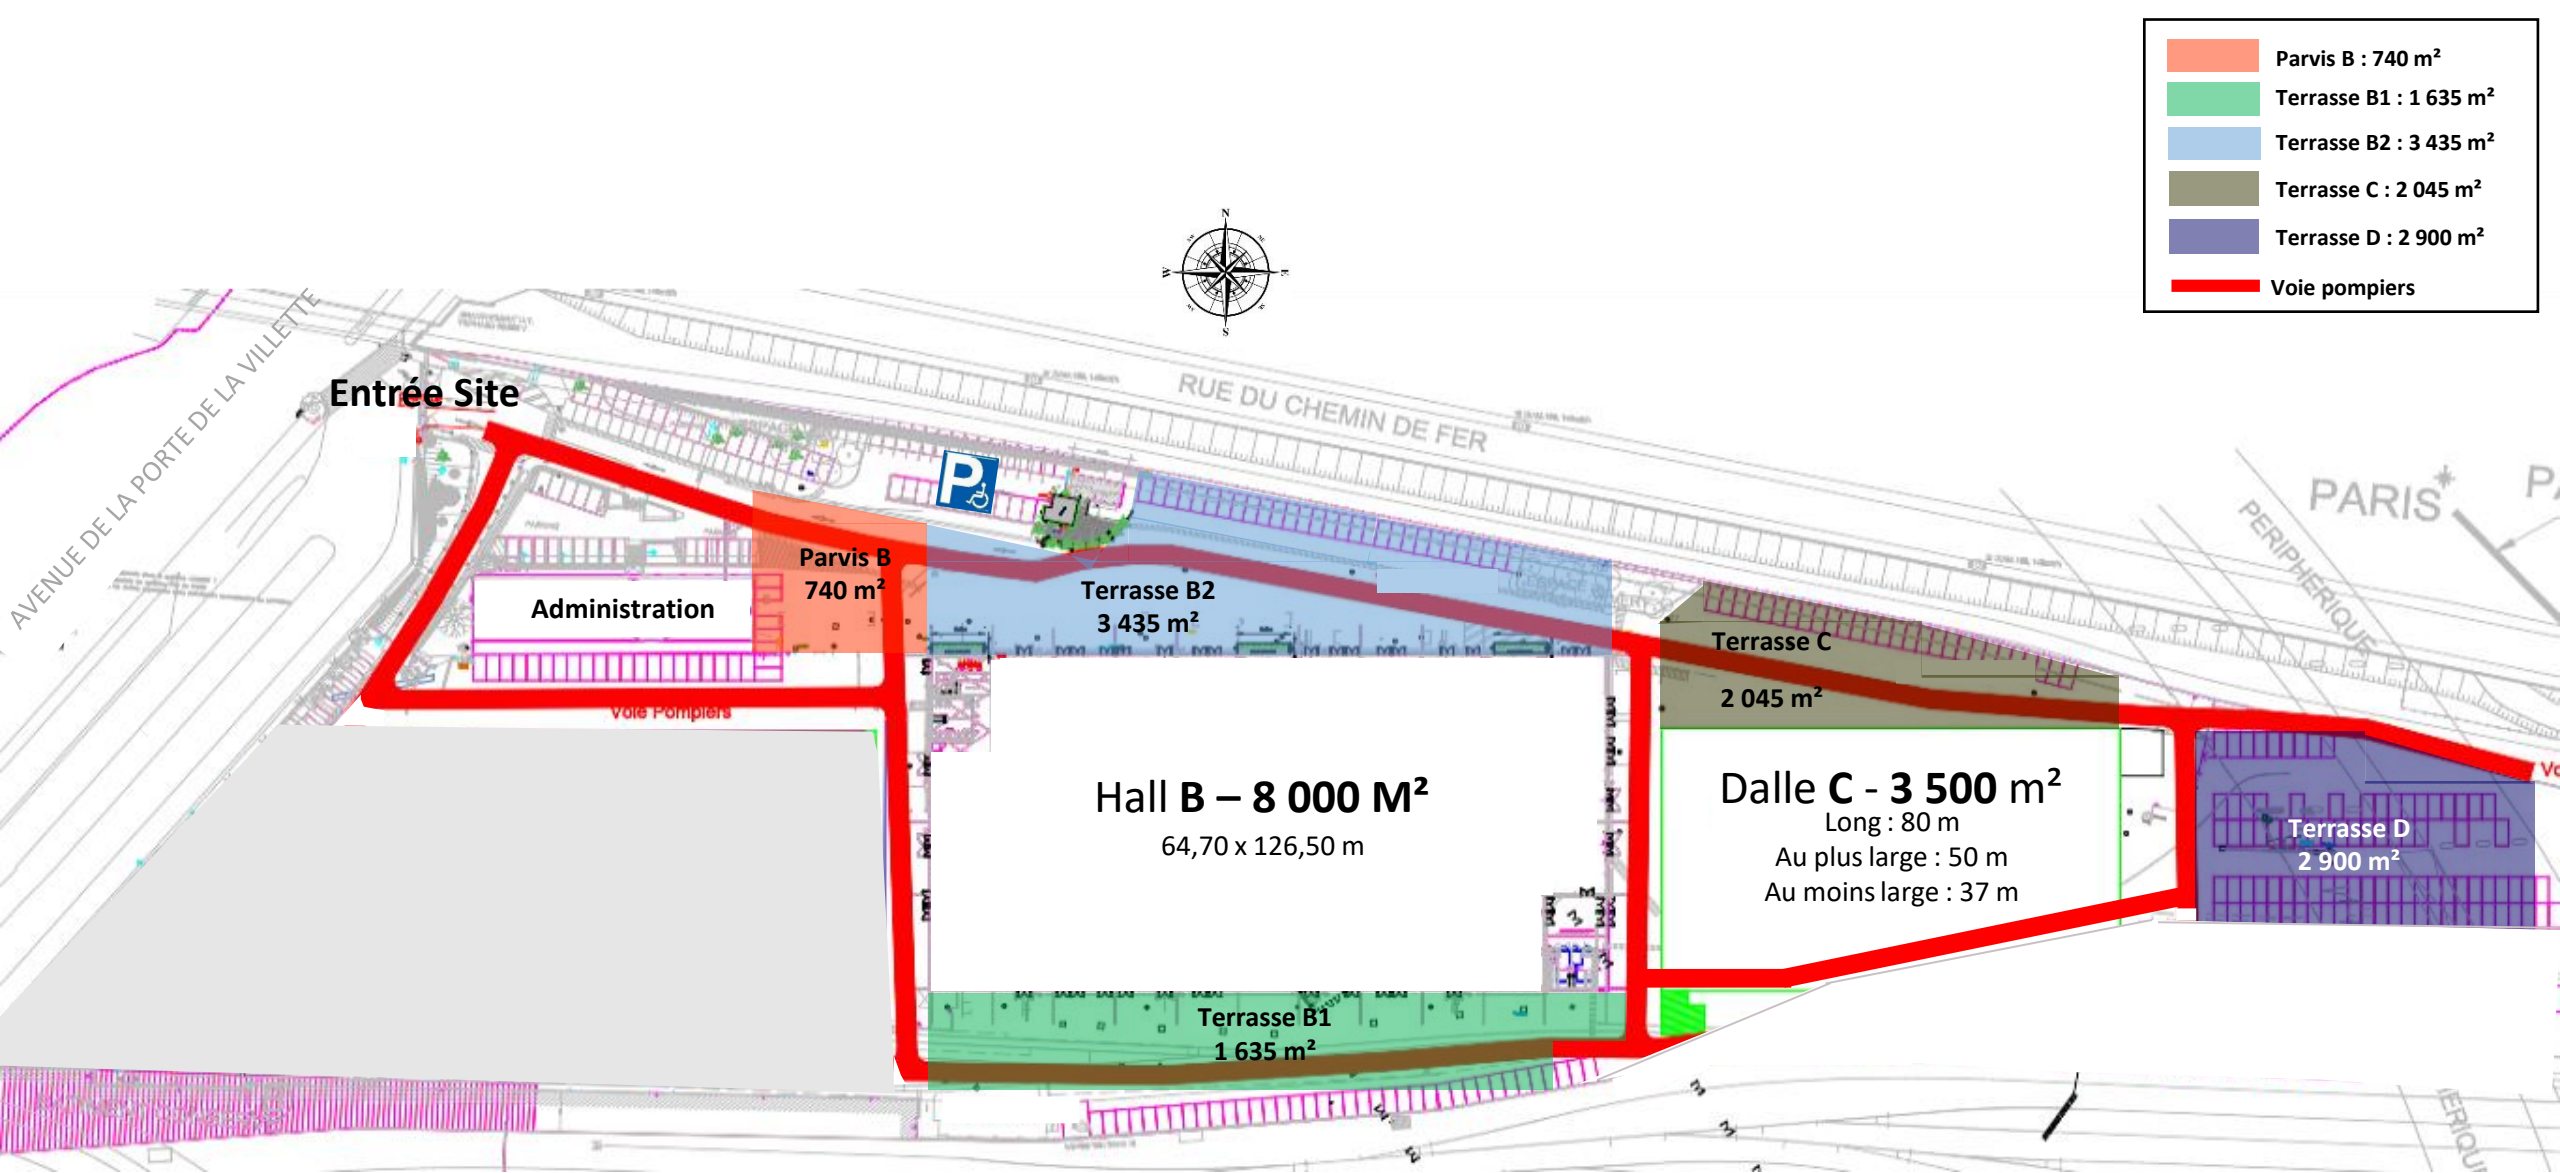 Parvis B : 740 m²
Terrasse B1 : 1 635 m²
Terrasse B2 : 3 435 m²
Terrasse C : 2 045 m²
Terrasse D : 2 900 m²
Voie pompiers
N
W
E
S
AVENUE DE LA PORTE DE LA VILLETTE
Entrée Site
RUE DU CHEMIN DE FER
PARIS
PERIPHERIQUE
P
Parvis B
740 m²
Administration
Terrasse B2
3 435 m²
Terrasse C
2 045 m²
Voie Pompiers
Hall B – 8 000 M²
64,70 x 126,50 m
Dalle C - 3 500 m²
Long : 80 m
Au plus large : 50 m
Au moins large : 37 m
Terrasse D
2 900 m²
Terrasse B1
1 635 m²